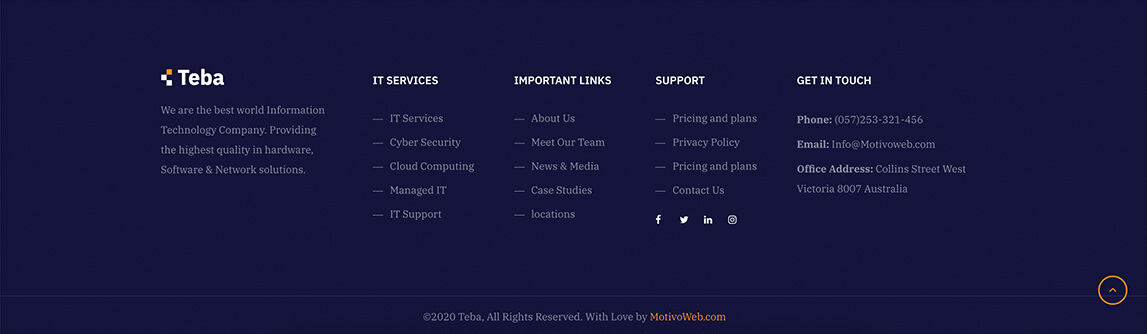 Teba
We are the best world Information
Technology Company. Providing
the highest quality in hardware,
Software & Network solutions.
IT SERVICES
— IT Services
— Cyber Security
— Cloud Computing
— Managed IT
— IT Support
IMPORTANT LINKS
— About Us
— Meet Our Team
— News & Media
— Case Studies
— locations
SUPPORT
— Pricing and plans
— Privacy Policy
— Pricing and plans
— Contact Us
GET IN TOUCH
Phone: (057)253-321-456
Email: Info@Motivoweb.com
Office Address: Collins Street West
Victoria 8007 Australia
©2020 Teba, All Rights Reserved. With Love by MotivoWeb.com